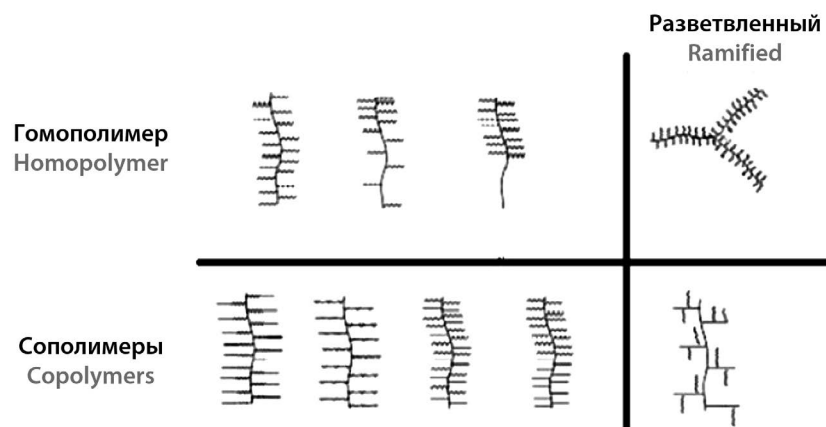 Разветвленный
Ramified
Гомополимер
Homopolymer
Сополимеры
Copolymers